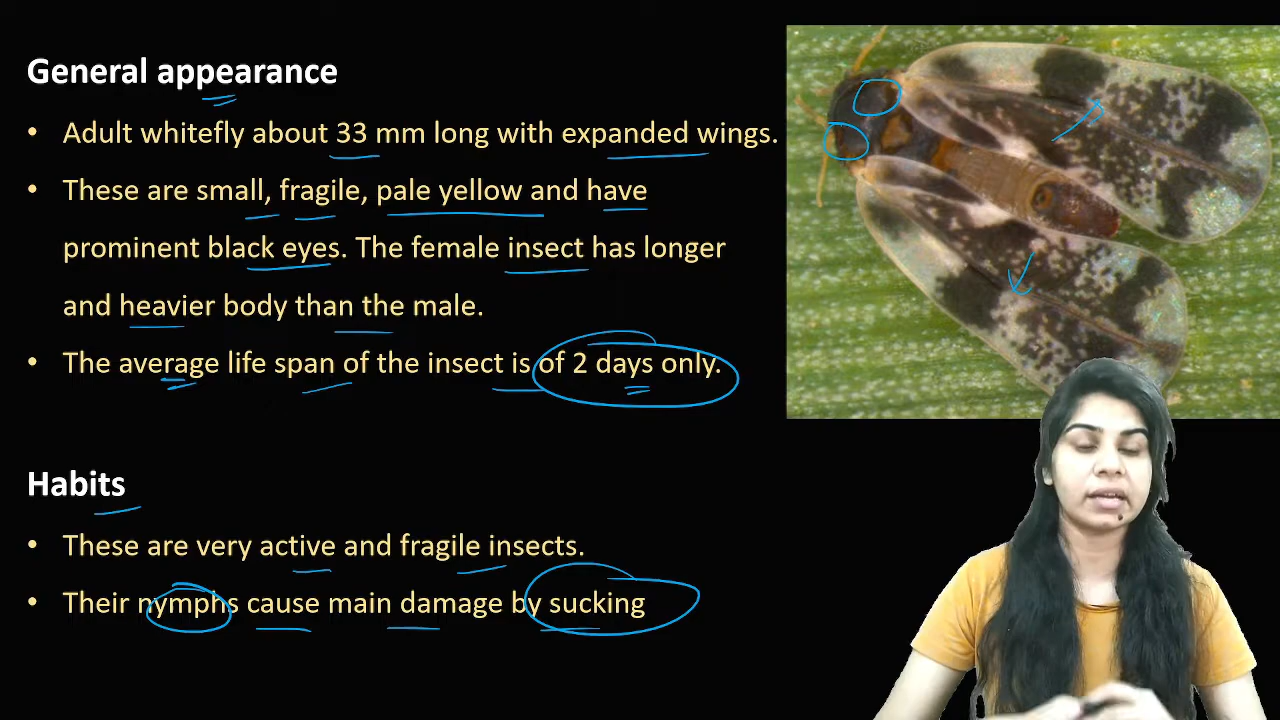 General appearance
• Adult whitefly about 33 mm long with expanded wings.
• These are small, fragile, pale yellow and have
prominent black eyes. The female insect has longer
and heavier body than the male.
• The average life span of the insect is of 2 days only.
Habits
• These are very active and fragile insects.
• Their nymphs cause main damage by sucking